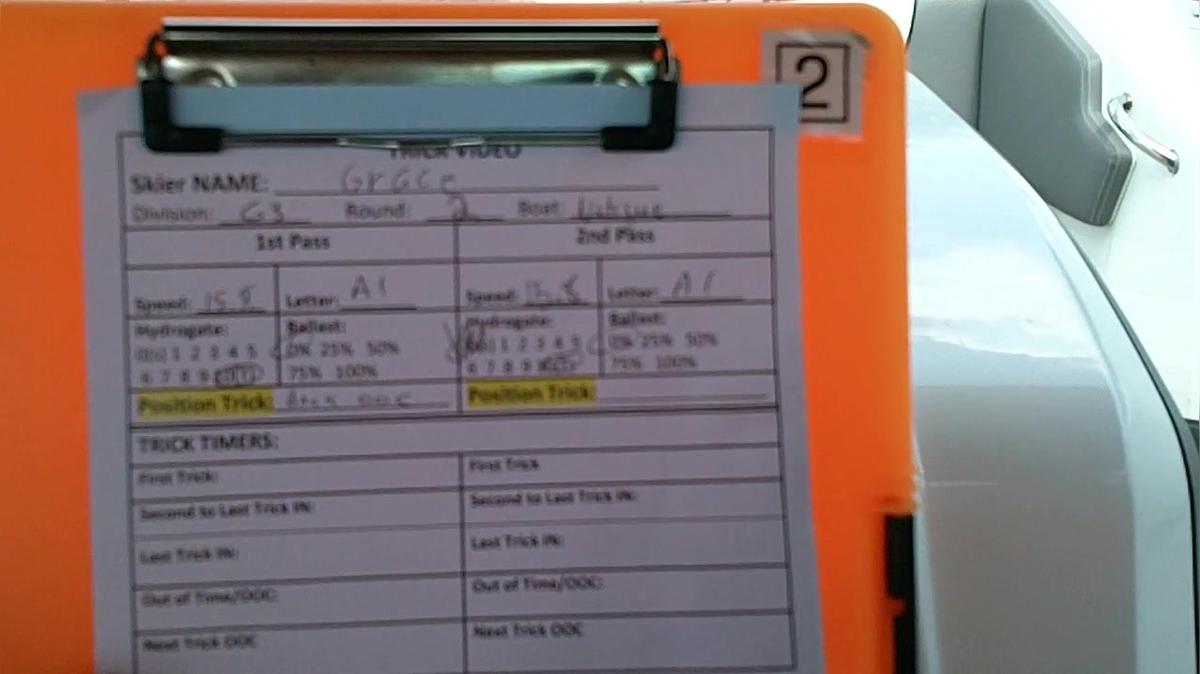 2
TRICK VIDEO
Skier NAME: Grace
Division: G3 Round: 2 Boat:
1st Pass 2nd Pass
Speed: 15.8 Letter: A1 Speed: 15.8 Letter: A1
Hydrogate: Ballast: Hydrogate: Ballast:
1 2 3 4 5 0% 25% 50% 1 2 3 4 5 0% 25% 50%
6 7 8 9 75% 100% 6 7 8 9 75% 100%
Position Trick: Position Trick:
TRICK TIMERS:
First Trick: First Trick
Second to Last Trick IN: Second to Last Trick IN:
Last Trick IN: Last Trick IN:
Out of Time/OOC: Out of Time/OOC:
Next Trick OOC Next Trick OOC